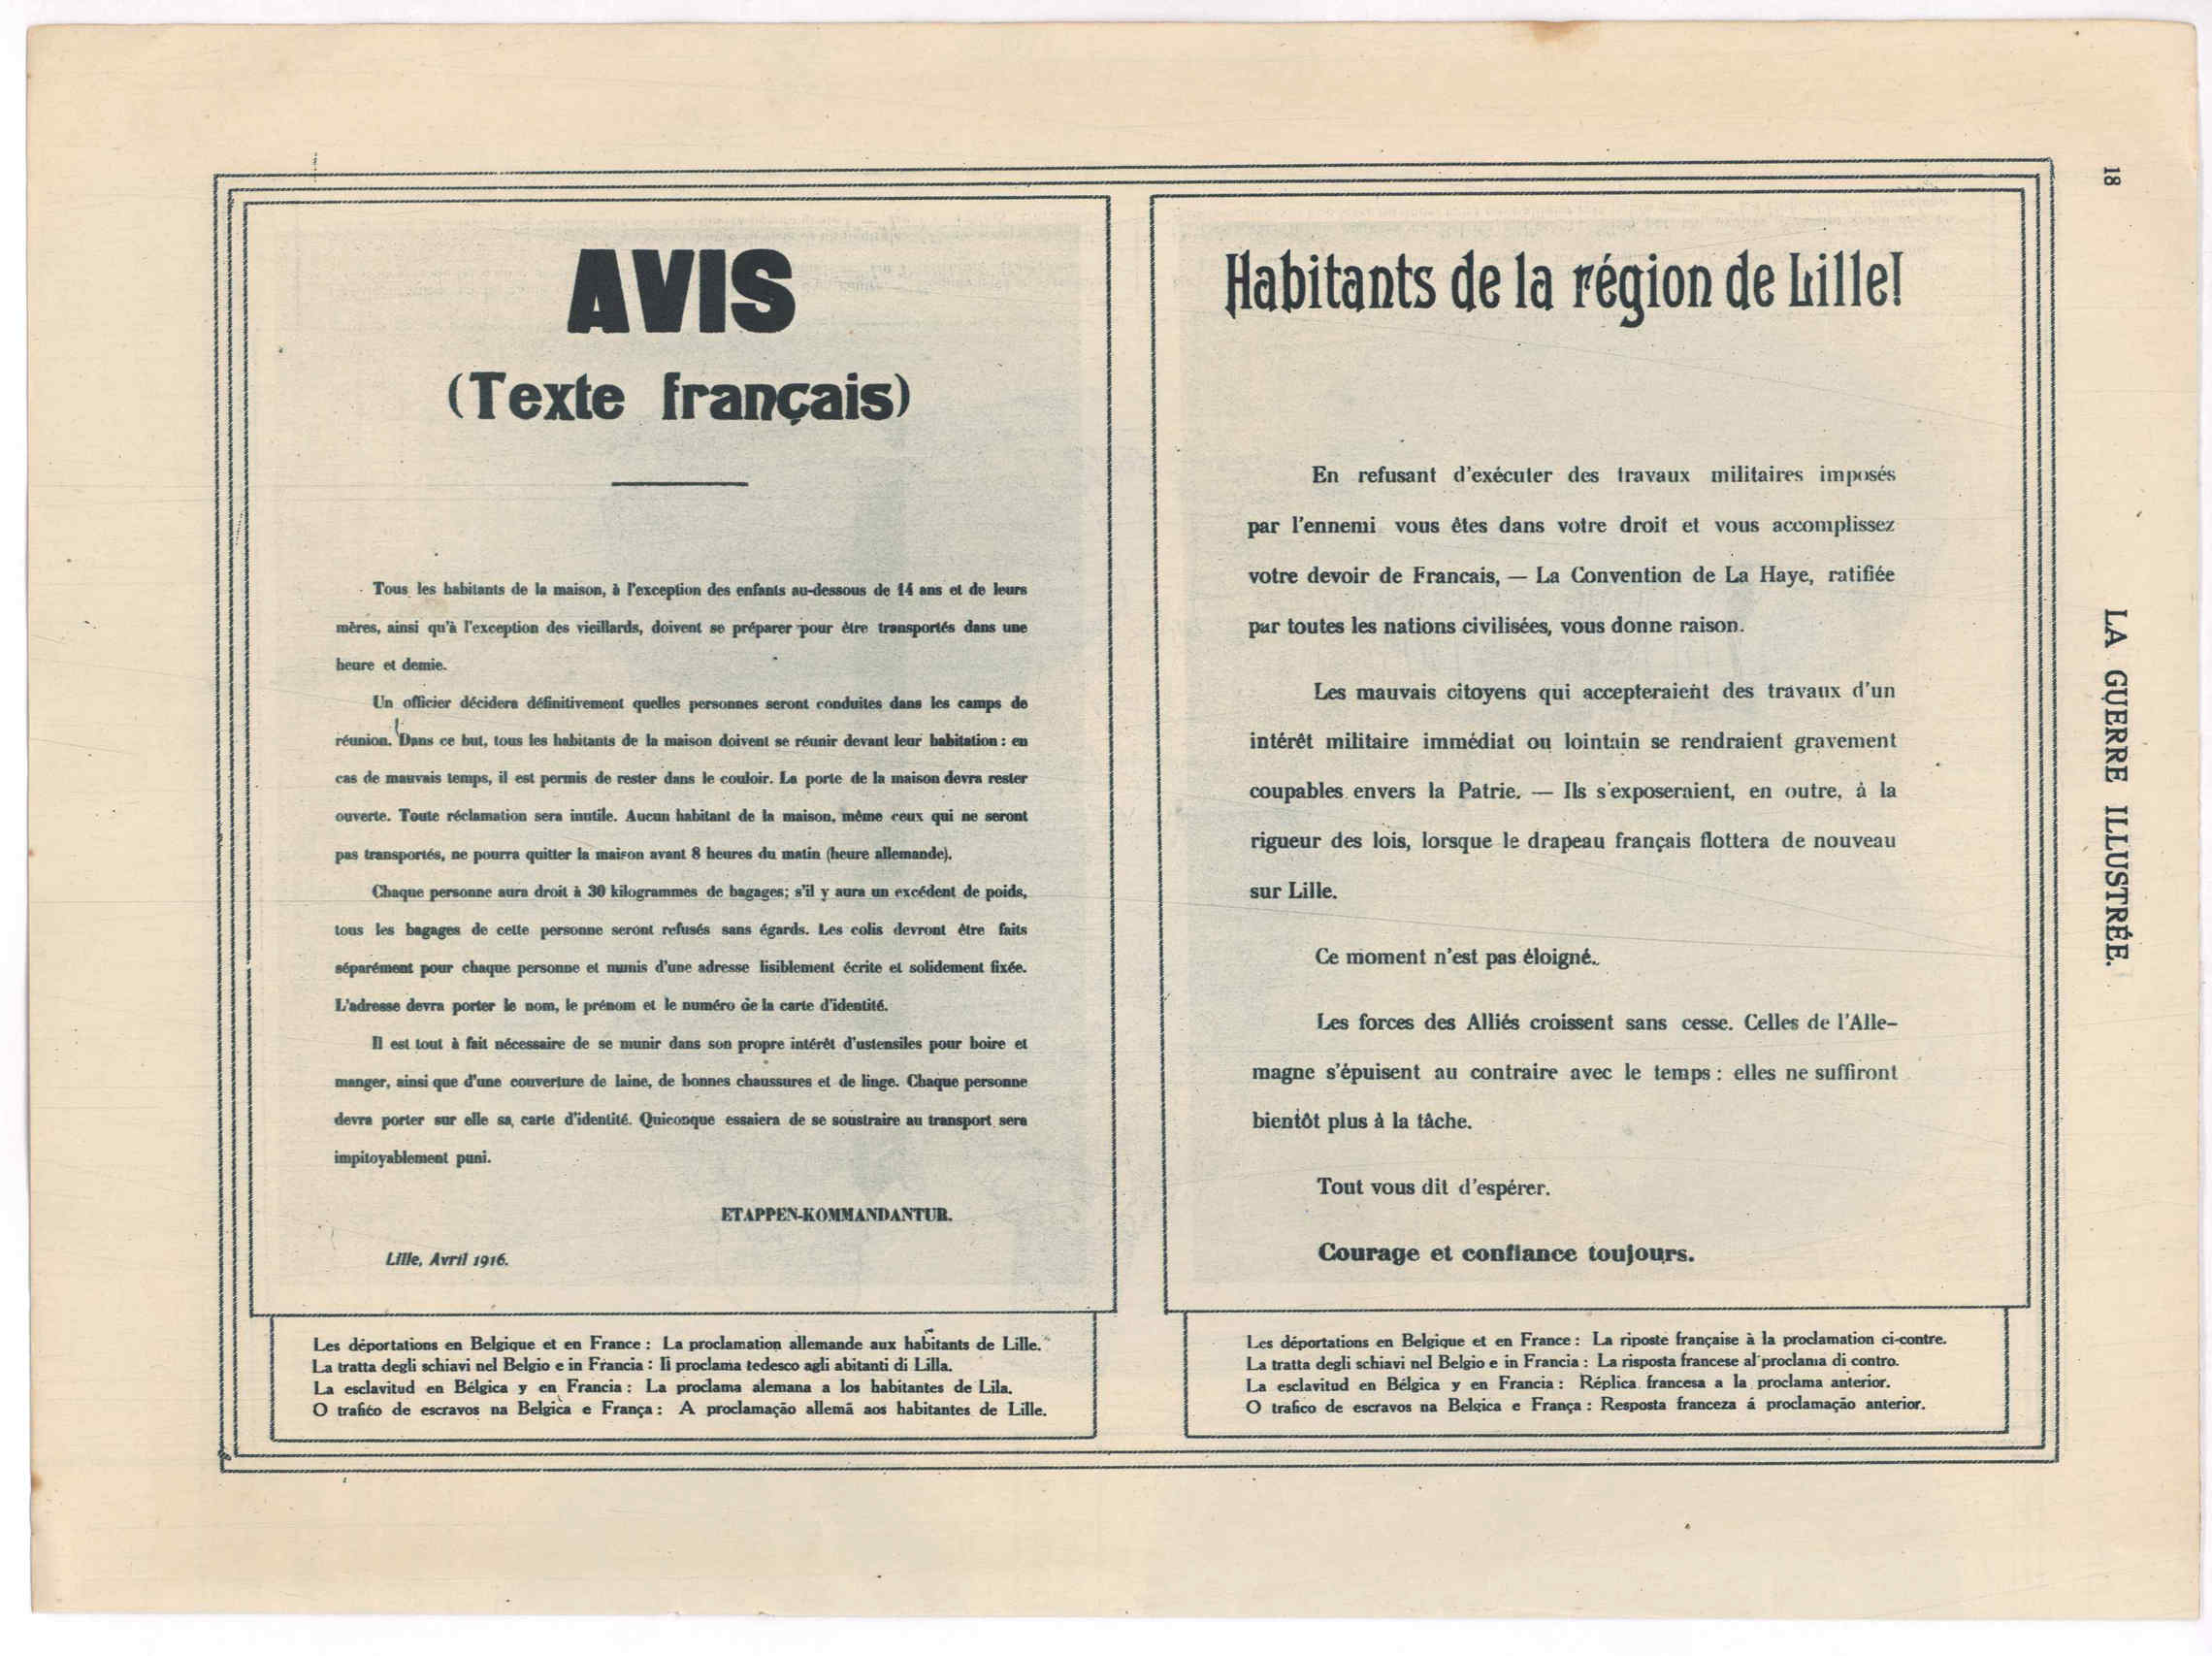 AVIS
(Texte français)
Tous les habitants de la maison, à l'exception des enfants au-dessous de 14 ans et de leurs
mères, ainsi qu'à l'exception des vieillards, doivent se préparer pour être transportés dans une
heure et demie.
Un officier décidera définitivement quelles personnes seront conduites dans les camps de
réunion. Dans ce but, tous les habitants de la maison doivent se réunir devant leur habitation : en
cas de mauvais temps, il est permis de rester dans le couloir. La porte de la maison devra rester
ouverte. Toute réclamation sera inutile. Aucun habitant de la maison, même ceux qui ne seront
pas transportés, ne pourra quitter la maison avant 8 heures du matin (heure allemande).
Chaque personne aura droit à 30 kilogrammes de bagages; s'il y aura un excédent de poids,
tous les bagages de cette personne seront refusés sans égards. Les colis devront être faits
séparément pour chaque personne et munis d'une adresse lisiblement écrite et solidement fixée.
L'adresse devra porter le nom, le prénom et le numéro de la carte d'identité.
Il est tout à fait nécessaire de se munir dans son propre intérêt d'ustensiles pour boire et
manger, ainsi que d'une couverture de laine, de bonnes chaussures et de linge. Chaque personne
devra porter sur elle sa carte d'identité. Quiconque essaiera de se soustraire au transport sera
impitoyablement puni.
ETAPPEN-KOMMANDANTUR.
Lille, Avril 1916.
Les déportations en Belgique et en France : La proclamation allemande aux habitants de Lille.
La tratta degli schiavi nel Belgio e in Francia : Il proclama tedesco agli abitanti di Lilla.
La esclavitud en Bélgica y en Francia : La proclama alemana a los habitantes de Lila.
O trafico de escravos na Belgica e França : A proclamação allemã aos habitantes de Lille.
Habitants de la région de Lille!
En refusant d'exécuter des travaux militaires imposés
par l'ennemi vous êtes dans votre droit et vous accomplissez
votre devoir de Francais, — La Convention de La Haye, ratifiée
par toutes les nations civilisées, vous donne raison.
Les mauvais citoyens qui accepteraient des travaux d'un
intérêt militaire immédiat ou lointain se rendraient gravement
coupables envers la Patrie. — Ils s'exposeraient, en outre, à la
rigueur des lois, lorsque le drapeau français flottera de nouveau
sur Lille.
Ce moment n'est pas éloigné.
Les forces des Alliés croissent sans cesse. Celles de l'Alle-
magne s'épuisent au contraire avec le temps : elles ne suffiront
bientôt plus à la tâche.
Tout vous dit d'espérer.
Courage et confiance toujours.
Les déportations en Belgique et en France : La riposte française à la proclamation ci-contre.
La tratta degli schiavi nel Belgio e in Francia : La risposta francese al proclama di contro.
La esclavitud en Bélgica y en Francia : Réplica francesa a la proclama anterior.
O trafico de escravos na Belgica e França : Resposta franceza á proclamação anterior.
18
LA GUERRE ILLUSTRÉE.